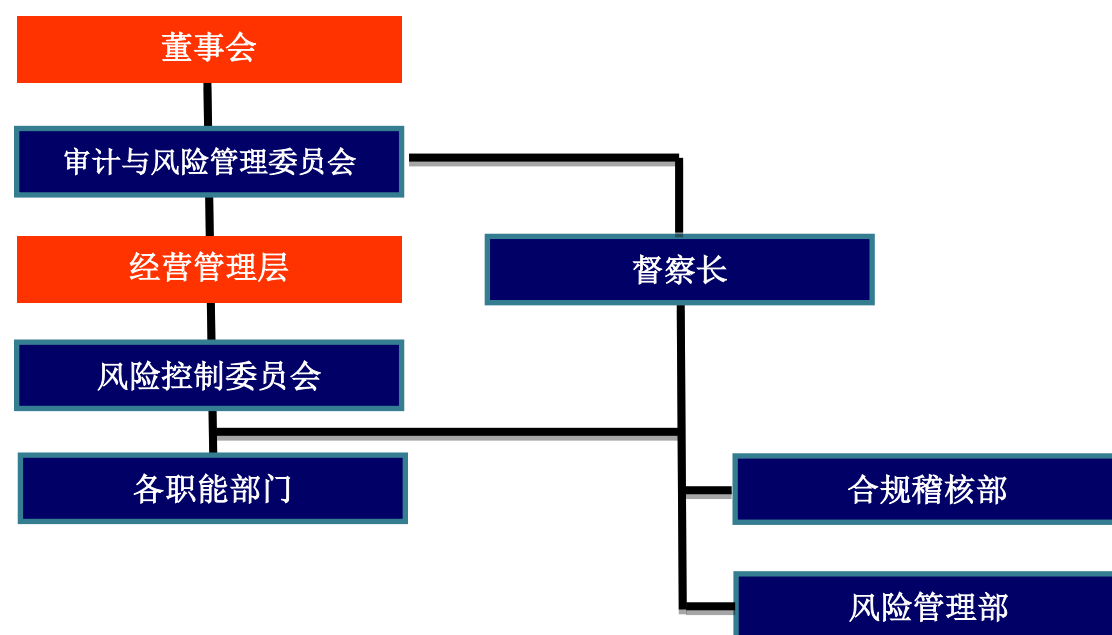 董事会
审计与风险管理委员会
经营管理层
督察长
风险控制委员会
各职能部门
合规稽核部
风险管理部